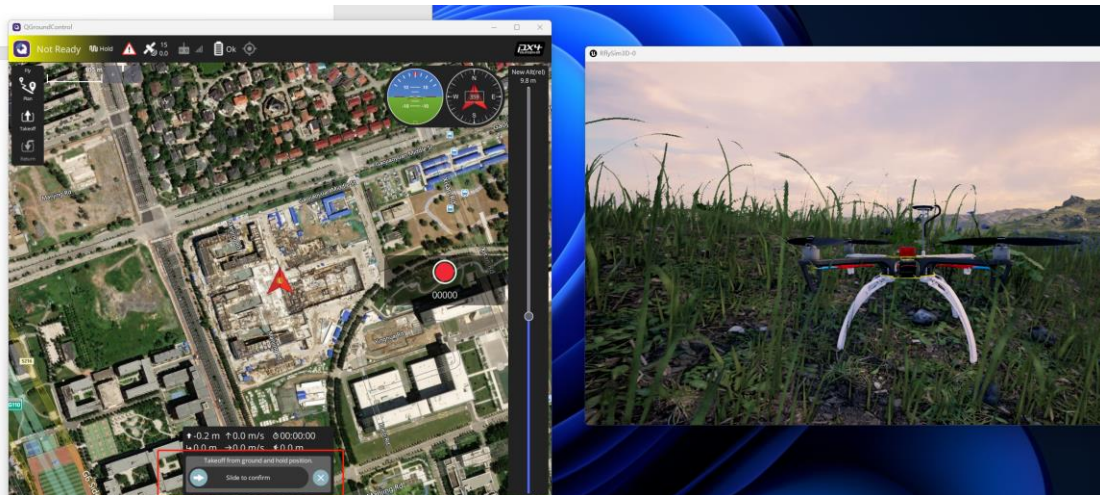 QGroundControl
Not Ready
Hold
15
0.0
Ok
px4
Fly
Plan
Takeoff
Return
N
W
E
S
359
New Alt(rel)
9.8 m
00000
-0.2 m
0.0 m/s
00:00:00
0.0 m
0.0 m/s
0.0 m
Takeoff from ground and hold position
Slide to confirm
RflySim3D-0